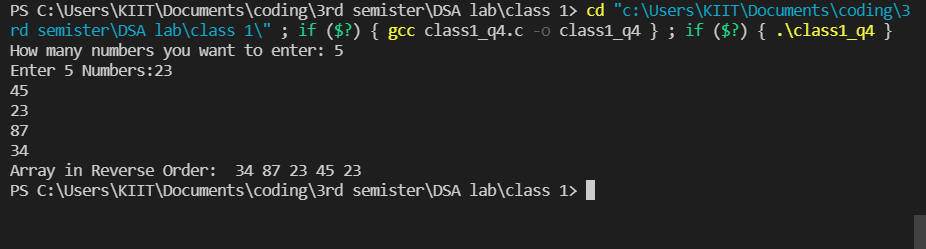 PS C:\Users\KIIT\Documents\coding\3rd semister\DSA lab\class 1> cd "c:\Users\KIIT\Documents\coding\3
rd semister\DSA lab\class 1\" ; if ($?) { gcc class1_q4.c -o class1_q4 } ; if ($?) { .\class1_q4 }
How many numbers you want to enter: 5
Enter 5 Numbers:23
45
23
87
34
Array in Reverse Order:  34 87 23 45 23
PS C:\Users\KIIT\Documents\coding\3rd semister\DSA lab\class 1>